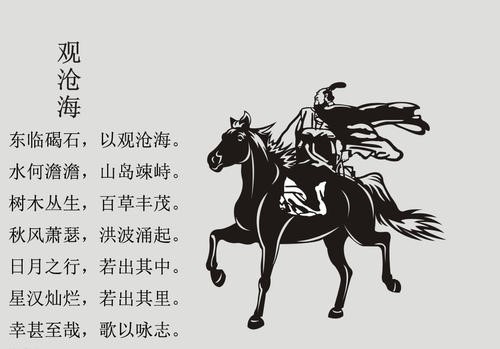 观沧海
东临碣石，以观沧海。
水何澹澹，山岛竦峙。
树木丛生，百草丰茂。
秋风萧瑟，洪波涌起。
日月之行，若出其中。
星汉灿烂，若出其里。
幸甚至哉，歌以咏志。